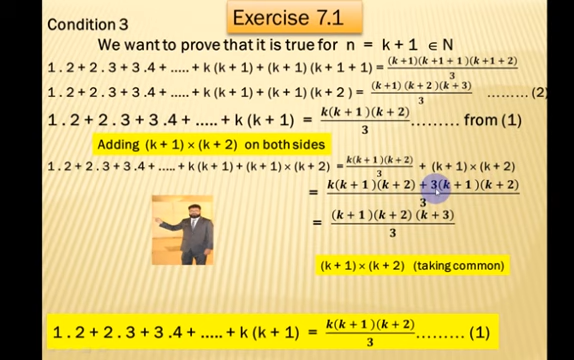 Exercise 7.1
Condition 3
We want to prove that it is true for n = k + 1 ∈ N
1 . 2 + 2 . 3 + 3 . 4 + ..... + k (k + 1) + (k + 1) (k + 1 + 1) = (k+1)(k+1+1)(k+1+2)/3
1 . 2 + 2 . 3 + 3 . 4 + ..... + k (k + 1) + (k + 1) (k + 2 ) = (k+1)(k+2)(k+3)/3 ......... (2)
1 . 2 + 2 . 3 + 3 . 4 + ..... + k (k + 1) = k(k+1)(k+2)/3 ......... from (1)
Adding (k + 1) × (k + 2) on both sides
1 . 2 + 2 . 3 + 3 . 4 + ..... + k (k + 1) + (k + 1) × (k + 2) = k(k+1)(k+2)/3 + (k + 1) × (k + 2)
= k(k+1)(k+2) + 3(k+1)(k+2)/3
= (k+1)(k+2)(k+3)/3
(k + 1) × (k + 2) (taking common)
1 . 2 + 2 . 3 + 3 . 4 + ..... + k (k + 1) = k(k+1)(k+2)/3 ......... (1)